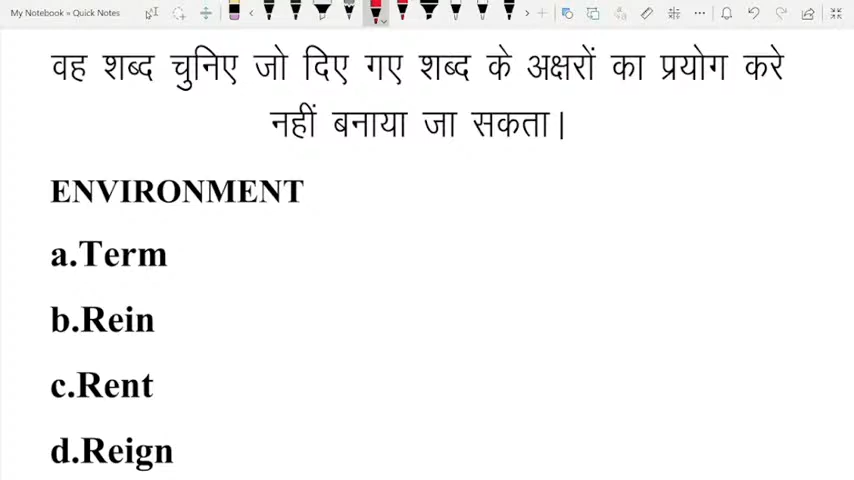 My Notebook » Quick Notes
वह शब्द चुनिए जो दिए गए शब्द के अक्षरों का प्रयोग करे
नहीं बनाया जा सकता।
ENVIRONMENT
a.Term
b.Rein
c.Rent
d.Reign